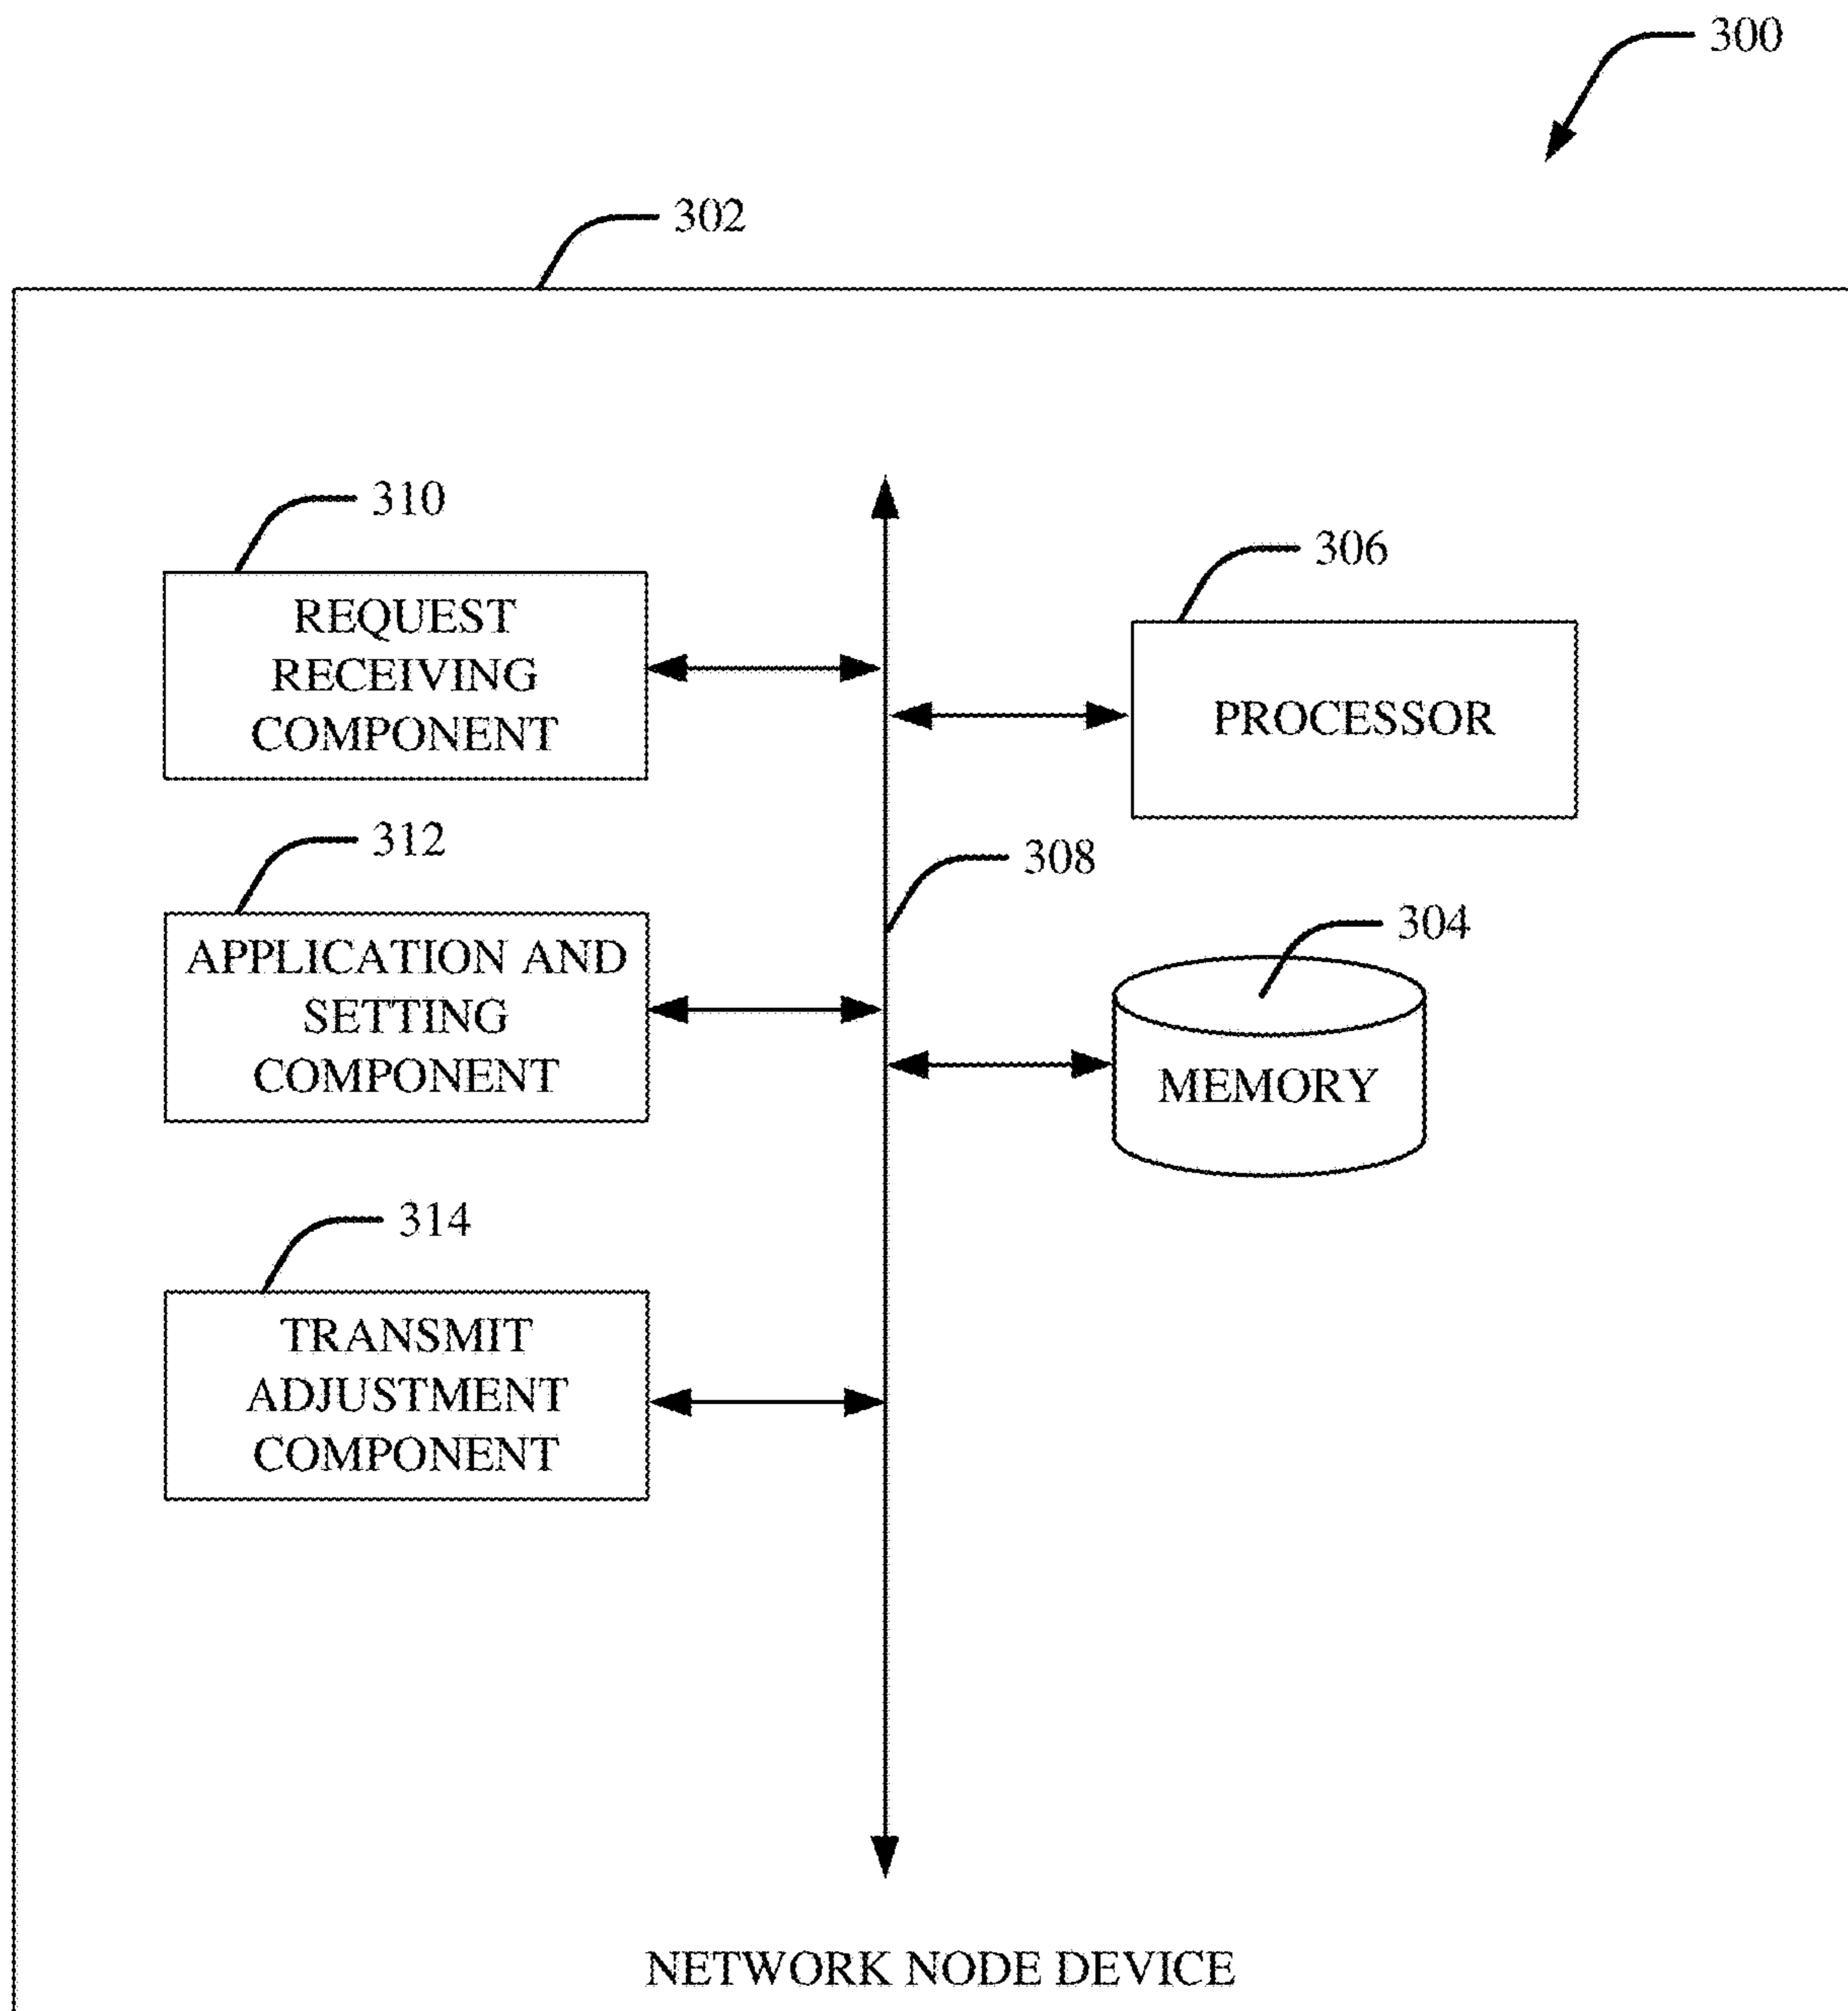 300
302
310
REQUEST
RECEIVING
COMPONENT
306
PROCESSOR
312
APPLICATION AND
SETTING
COMPONENT
308
304
MEMORY
314
TRANSMIT
ADJUSTMENT
COMPONENT
NETWORK NODE DEVICE